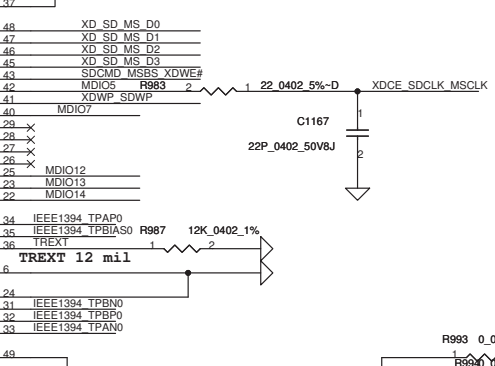 37
48 XD_SD_MS_D0
47 XD_SD_MS_D1
46 XD_SD_MS_D2
45 XD_SD_MS_D3
43 SDCMD_MSBS_XDWE#
42 MDIO5 R983 2 1 22_0402_5%~D XDCE_SDCLK_MSCLK
41 XDWP_SDWP
40 MDIO7
29
28
27
26
25 MDIO12
23 MDIO13
22 MDIO14
C1167
1
22P_0402_50V8J
2
34 IEEE1394_TPAP0
35 IEEE1394_TPBIAS0 R987 12K_0402_1%
36 TREXT 1 2
TREXT 12 mil
6
24
31 IEEE1394_TPBN0
32 IEEE1394_TPBP0
33 IEEE1394_TPAN0
49
R993 0_0
1